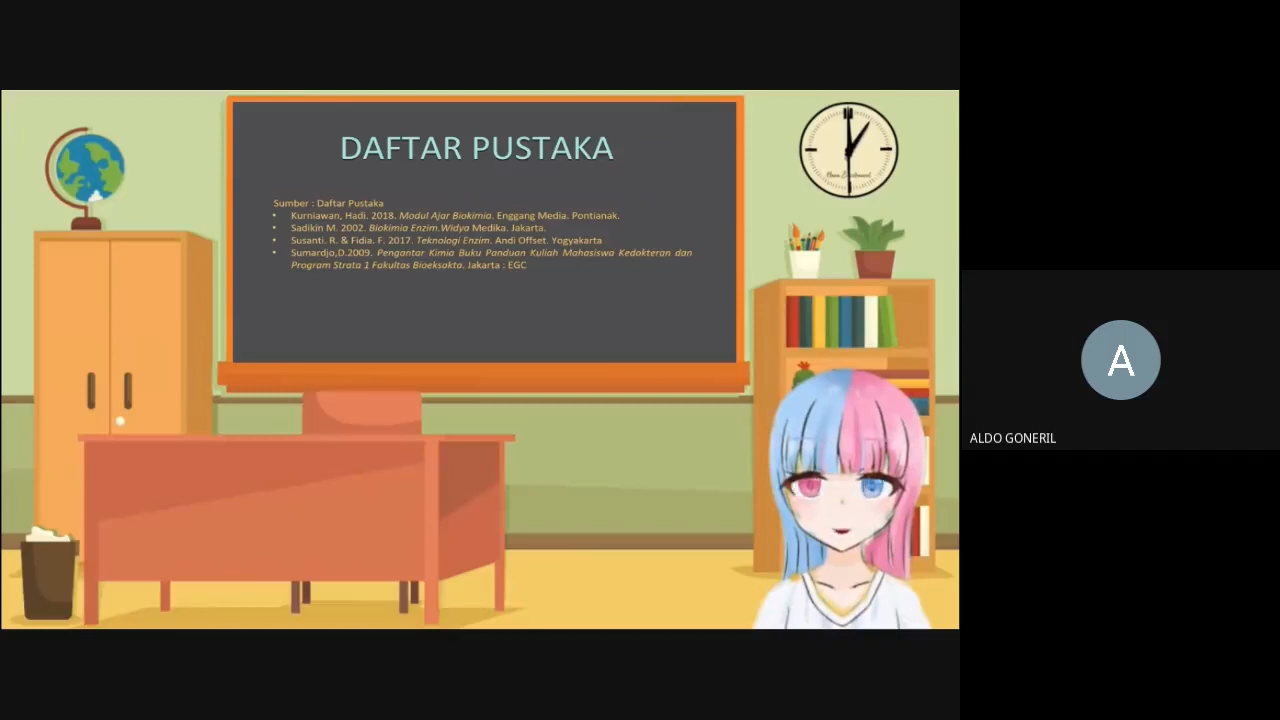 DAFTAR PUSTAKA
Sumber : Daftar Pustaka
• Kurniawan, Hadi. 2018. Modul Ajar Biokimia. Enggang Media. Pontianak.
• Sadikin M. 2002. Biokimia Enzim.Widya Medika. Jakarta.
• Susanti. R. & Fidia. F. 2017. Teknologi Enzim. Andi Offset. Yogyakarta
• Sumardjo,D.2009. Pengantar Kimia Buku Panduan Kuliah Mahasiswa Kedokteran dan
Program Strata 1 Fakultas Bioeksakta. Jakarta : EGC
A
ALDO GONERIL